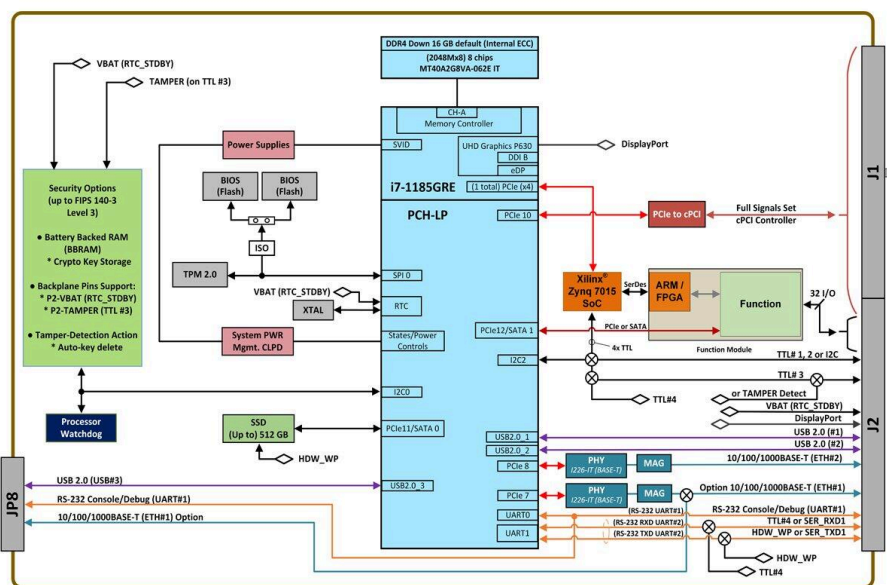 DDR4 Down 16 GB default (Internal ECC)
(2048Mx8) 8 chips
MT40A2G8VA-062E IT
VBAT (RTC_STDBY)
TAMPER (on TTL #3)
CH-A
Memory Controller
SVID
UHD Graphics P630
DDI B
eDP
i7-1185GRE
(1 total) PCIe (x4)
DisplayPort
Power Supplies
BIOS
(Flash)
BIOS
(Flash)
ISO
TPM 2.0
PCH-LP
PCIe 10
PCIe to cPCI
Full Signals Set
cPCI Controller
J1
Security Options
(up to FIPS 140-3
Level 3)
● Battery Backed RAM
(BBRAM)
* Crypto Key Storage
● Backplane Pins Support:
* P2-VBAT (RTC_STDBY)
* P2-TAMPER (TTL #3)
● Tamper-Detection Action
* Auto-key delete
SPI 0
VBAT (RTC_STDBY)
XTAL
RTC
System PWR
Mgmt. CLPD
States/Power
Controls
Xilinx®
Zynq 7015
SoC
SerDes
ARM /
FPGA
Function
32 I/O
PCIe12/SATA 1
PCIe or SATA
Function Module
4x TTL
I2C2
TTL# 1, 2 or I2C
TTL# 3
I2C0
or TAMPER Detect
TTL#4
VBAT (RTC_STDBY)
DisplayPort
J2
Processor
Watchdog
SSD
(Up to) 512 GB
HDW_WP
PCIe11/SATA 0
USB2.0_1
USB 2.0 (#1)
USB2.0_2
USB 2.0 (#2)
PCIe 8
PHY
I226-IT (BASE-T)
MAG
10/100/1000BASE-T (ETH#2)
JP8
USB 2.0 (USB#3)
USB2.0_3
PCIe 7
PHY
I226-IT (BASE-T)
MAG
Option 10/100/1000BASE-T (ETH#1)
RS-232 Console/Debug (UART#1)
UART0
(RS-232 UART#1)
RS-232 Console/Debug (UART#1)
10/100/1000BASE-T (ETH#1) Option
UART1
(RS-232 RXD UART#2)
TTL#4 or SER_RXD1
(RS-232 TXD UART#2)
HDW_WP or SER_TXD1
HDW_WP
TTL#4